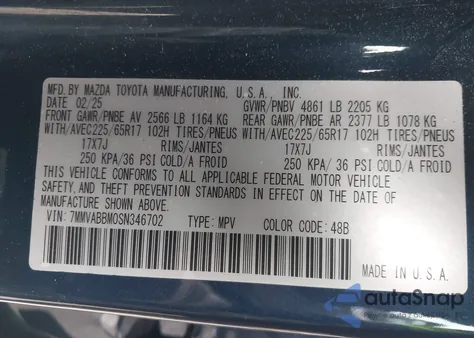 MFD. BY MAZDA TOYOTA MANUFACTURING, U.S.A., INC.
DATE 02/25 GVWR/PNBV 4861 LB 2205 KG
FRONT GAWR/PNBE AV 2566 LB 1164 KG REAR GAWR/PNBE AR 2377 LB 1078 KG
WITH/AVEC225/65R17 102H TIRES/PNEUS WITH/AVEC225/65R17 102H TIRES/PNEUS
17X7J RIMS/JANTES 17X7J RIMS/JANTES
250 KPA/36 PSI COLD/A FROID 250 KPA/36 PSI COLD/A FROID
THIS VEHICLE CONFORMS TO ALL APPLICABLE FEDERAL MOTOR VEHICLE
SAFETY, AND THEFT PREVENTION STANDARDS IN EFFECT ON THE DATE OF
MANUFACTURE SHOWN ABOVE.
VIN: 7MMVABBM0SN346702 TYPE: MPV COLOR CODE: 48B
MADE IN U.S.A.
autoSnap